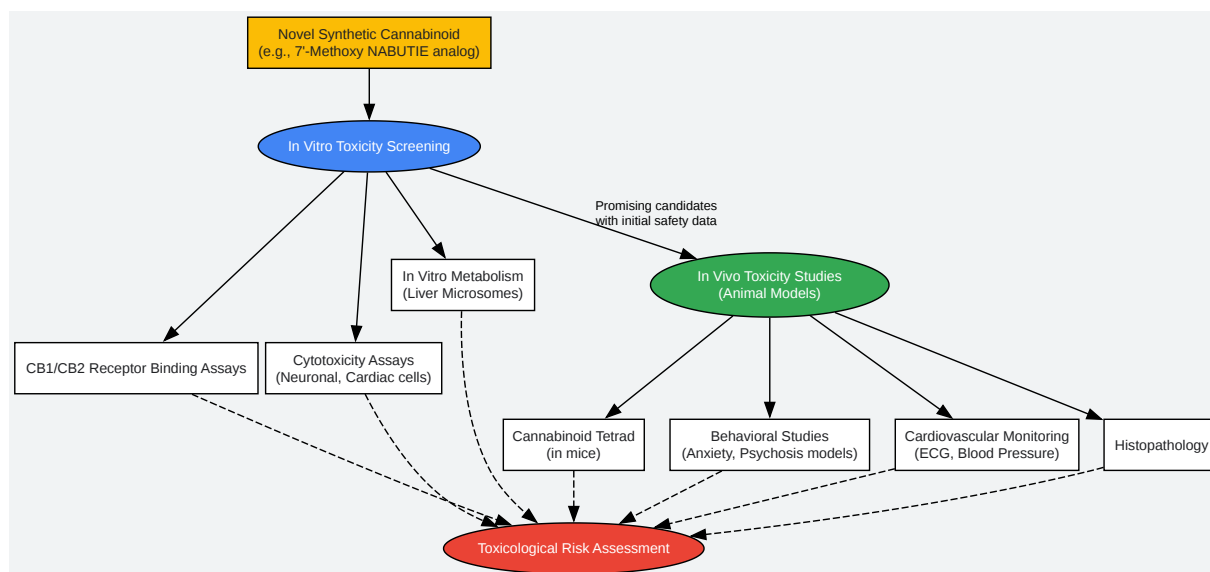 Novel Synthetic Cannabinoid
(e.g., 7'-Methoxy NABUTIE analog)
In Vitro Toxicity Screening
Promising candidates
with initial safety data
In Vitro Metabolism
(Liver Microsomes)
In Vivo Toxicity Studies
(Animal Models)
CB1/CB2 Receptor Binding Assays
Cytotoxicity Assays
(Neuronal, Cardiac cells)
Cannabinoid Tetrad
(in mice)
Behavioral Studies
(Anxiety, Psychosis models)
Cardiovascular Monitoring
(ECG, Blood Pressure)
Histopathology
Toxicological Risk Assessment